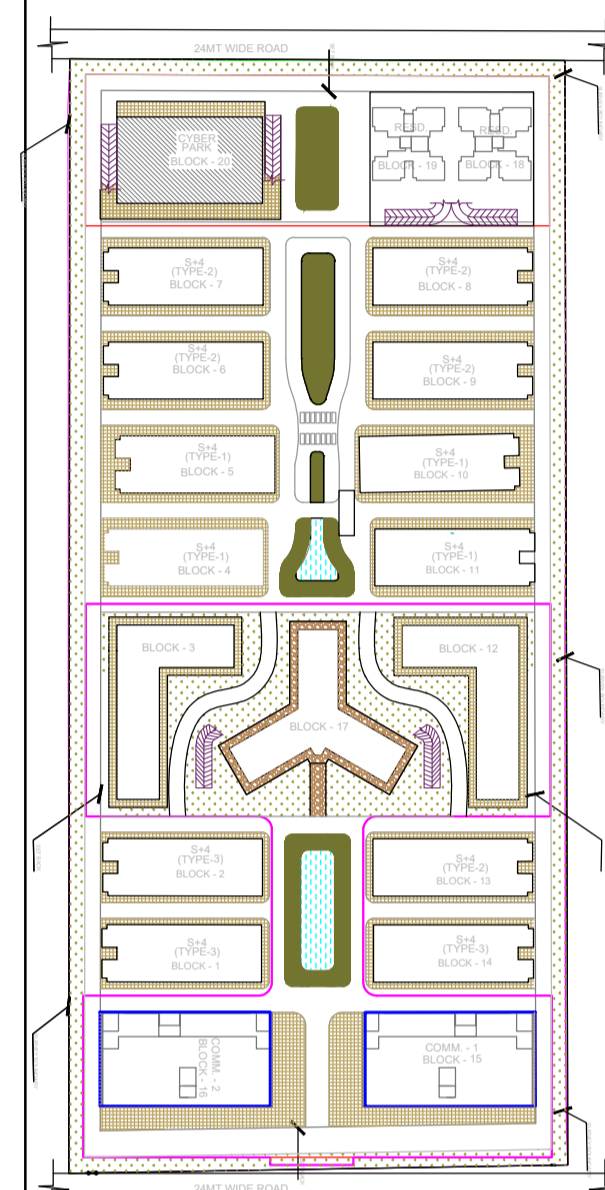 24MT WIDE ROAD
CYBER
PARK
BLOCK - 20
RESD.
BLOCK - 19
RESD.
BLOCK - 18
S+4
(TYPE-2)
BLOCK - 7
S+4
(TYPE-2)
BLOCK - 8
S+4
(TYPE-2)
BLOCK - 6
S+4
(TYPE-2)
BLOCK - 9
S+4
(TYPE-1)
BLOCK - 5
S+4
(TYPE-1)
BLOCK - 10
S+4
(TYPE-1)
BLOCK - 4
S+4
(TYPE-1)
BLOCK - 11
BLOCK - 3
BLOCK - 12
BLOCK - 17
S+4
(TYPE-3)
BLOCK - 2
S+4
(TYPE-2)
BLOCK - 13
S+4
(TYPE-3)
BLOCK - 1
S+4
(TYPE-3)
BLOCK - 14
COMM. - 2
BLOCK - 16
COMM. - 1
BLOCK - 15
24MT WIDE ROAD